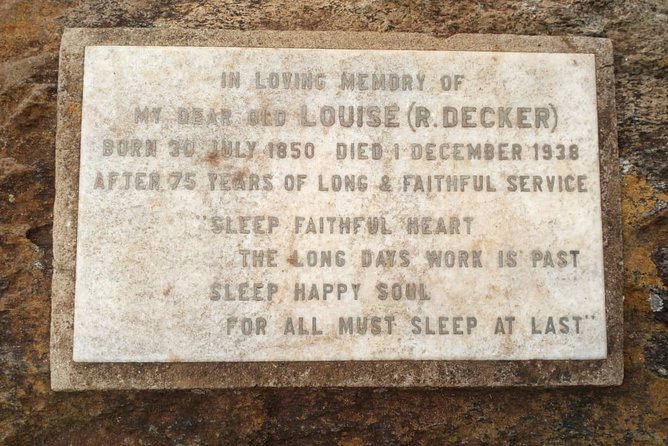 IN LOVING MEMORY OF
MY DEAR OLD LOUISE (R. DECKER)
BORN 30 JULY 1850 DIED 1 DECEMBER 1938
AFTER 75 YEARS OF LONG & FAITHFUL SERVICE
"SLEEP FAITHFUL HEART
THE LONG DAYS WORK IS PAST
SLEEP HAPPY SOUL
FOR ALL MUST SLEEP AT LAST"